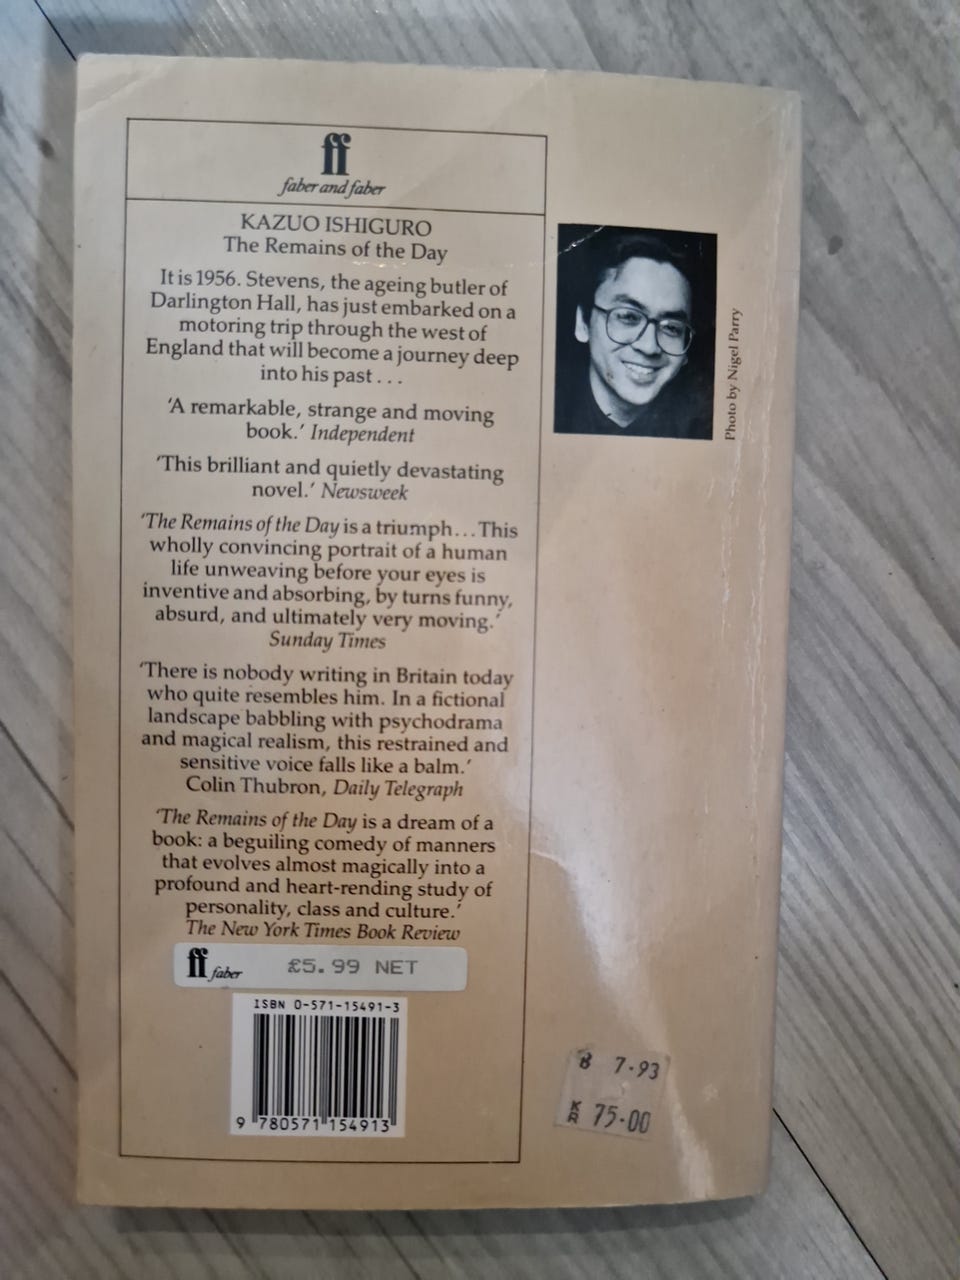 ff
faber and faber
KAZUO ISHIGURO
The Remains of the Day
It is 1956. Stevens, the ageing butler of
Darlington Hall, has just embarked on a
motoring trip through the west of
England that will become a journey deep
into his past . . .
‘A remarkable, strange and moving
book.’ Independent
‘This brilliant and quietly devastating
novel.’ Newsweek
‘The Remains of the Day is a triumph . . . This
wholly convincing portrait of a human
life unweaving before your eyes is
inventive and absorbing, by turns funny,
absurd, and ultimately very moving.’
Sunday Times
‘There is nobody writing in Britain today
who quite resembles him. In a fictional
landscape babbling with psychodrama
and magical realism, this restrained and
sensitive voice falls like a balm.’
Colin Thubron, Daily Telegraph
‘The Remains of the Day is a dream of a
book: a beguiling comedy of manners
that evolves almost magically into a
profound and heart-rending study of
personality, class and culture.’
The New York Times Book Review
ff faber £5.99 NET
ISBN 0-571-15491-3
9 780571 154913
Photo by Nigel Parry
B 7·93
KR 75·00